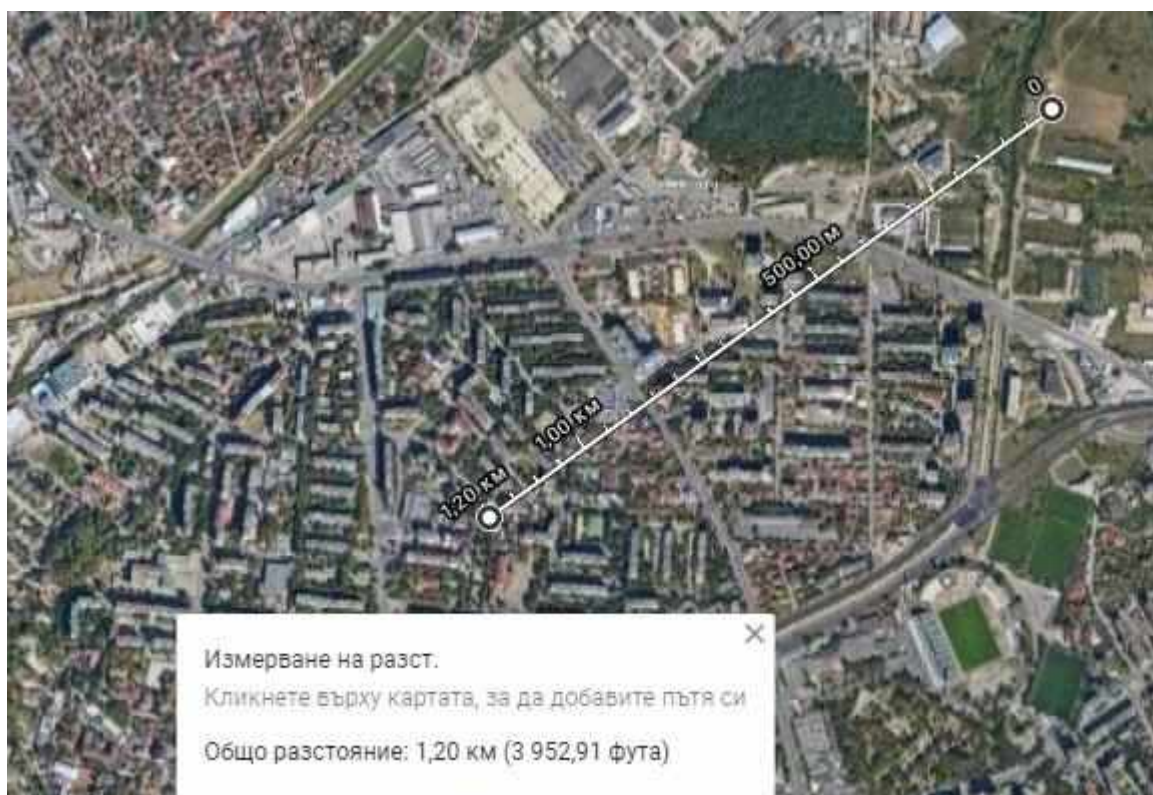 0
500,00 м
1,00 км
1,20 км
Измерване на разст.
Кликнете върху картата, за да добавите пътя си
Общо разстояние: 1,20 км (3 952,91 фута)